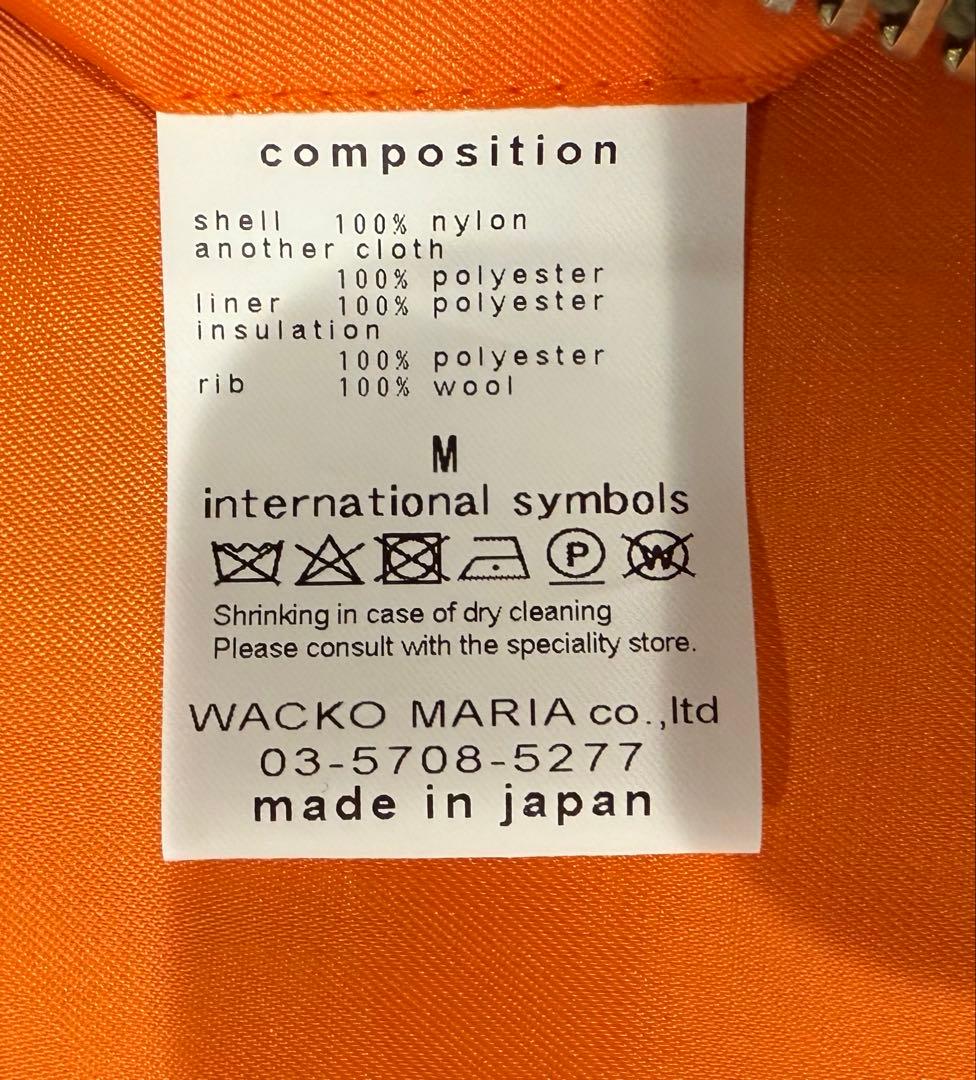 composition
shell 100% nylon
another cloth
100% polyester
liner 100% polyester
insulation
100% polyester
rib 100% wool
M
international symbols
P W
Shrinking in case of dry cleaning
Please consult with the speciality store.
WACKO MARIA co.,ltd
03-5708-5277
made in japan